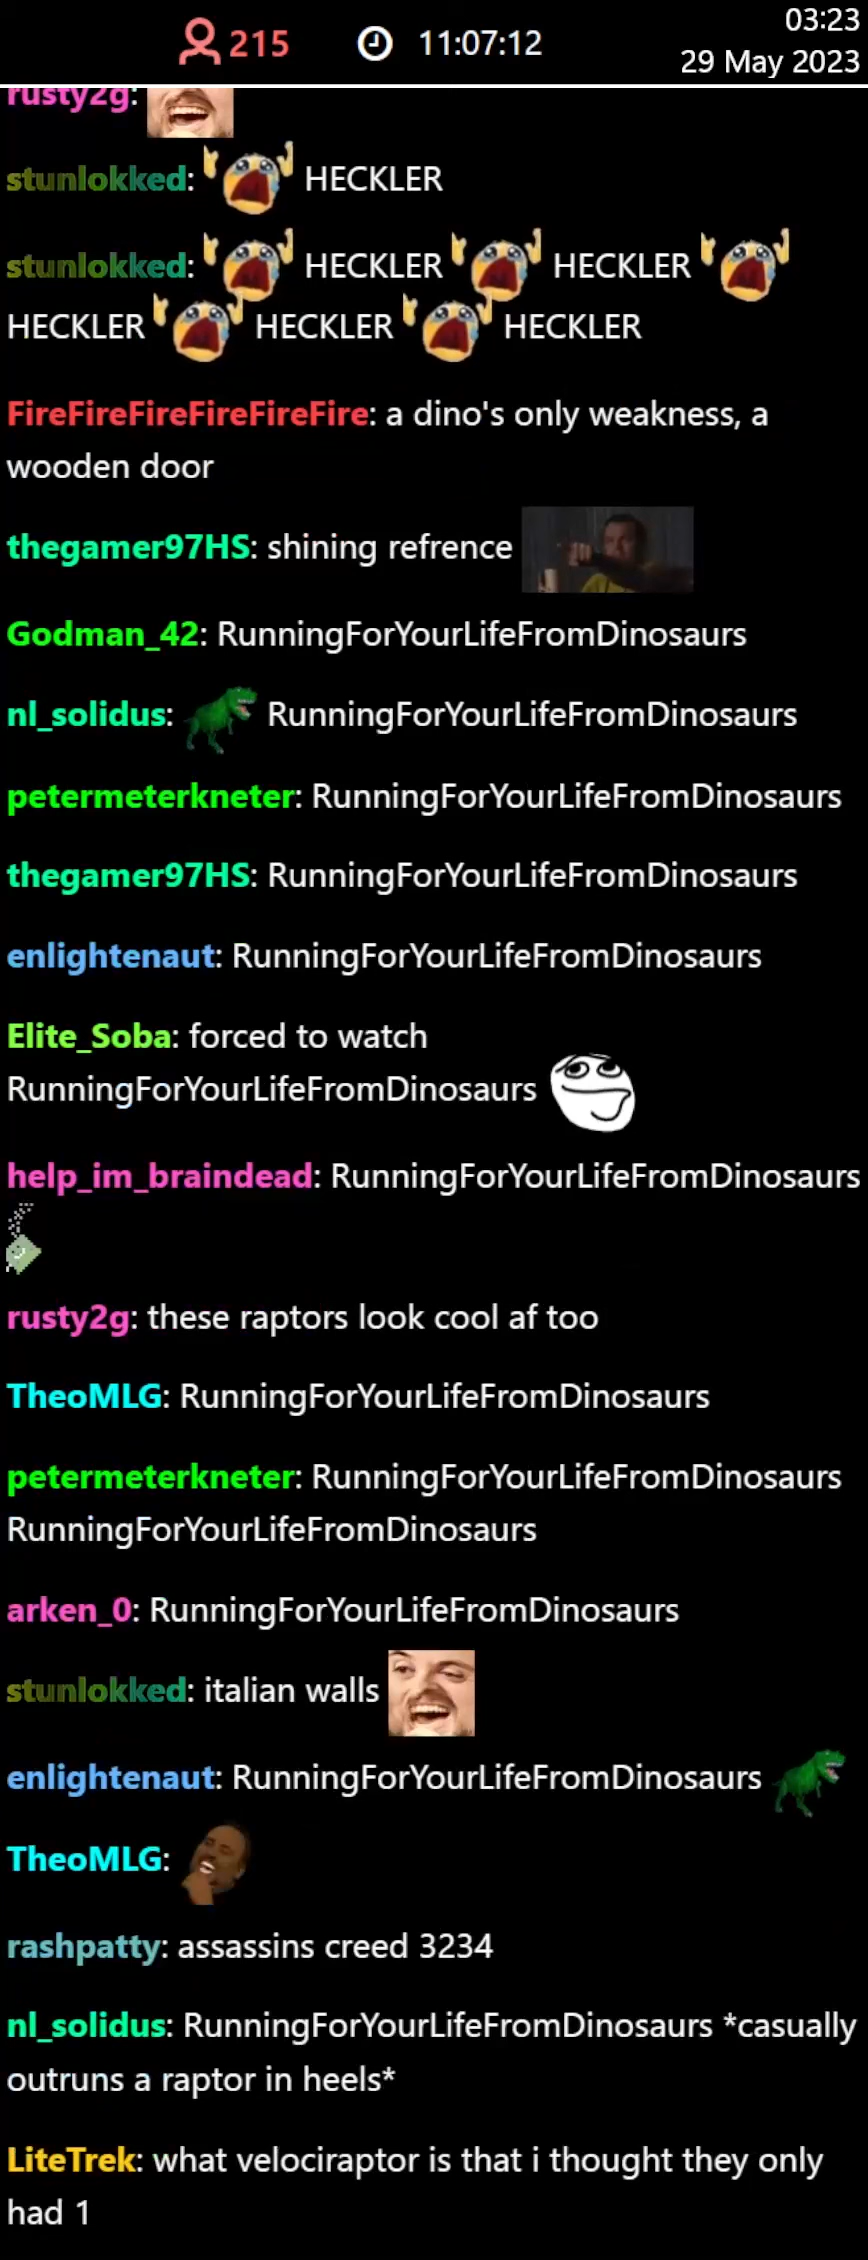 215 11:07:12 03:23
29 May 2023
rusty2g:
stunlokked: HECKLER
stunlokked: HECKLER HECKLER
HECKLER HECKLER HECKLER
FireFireFireFireFireFire: a dino's only weakness, a
wooden door
thegamer97HS: shining refrence
Godman_42: RunningForYourLifeFromDinosaurs
nl_solidus: RunningForYourLifeFromDinosaurs
petermeterkneter: RunningForYourLifeFromDinosaurs
thegamer97HS: RunningForYourLifeFromDinosaurs
enlightenaut: RunningForYourLifeFromDinosaurs
Elite_Soba: forced to watch
RunningForYourLifeFromDinosaurs
help_im_braindead: RunningForYourLifeFromDinosaurs
rusty2g: these raptors look cool af too
TheoMLG: RunningForYourLifeFromDinosaurs
petermeterkneter: RunningForYourLifeFromDinosaurs
RunningForYourLifeFromDinosaurs
arken_0: RunningForYourLifeFromDinosaurs
stunlokked: italian walls
enlightenaut: RunningForYourLifeFromDinosaurs
TheoMLG:
rashpatty: assassins creed 3234
nl_solidus: RunningForYourLifeFromDinosaurs *casually
outruns a raptor in heels*
LiteTrek: what velociraptor is that i thought they only
had 1